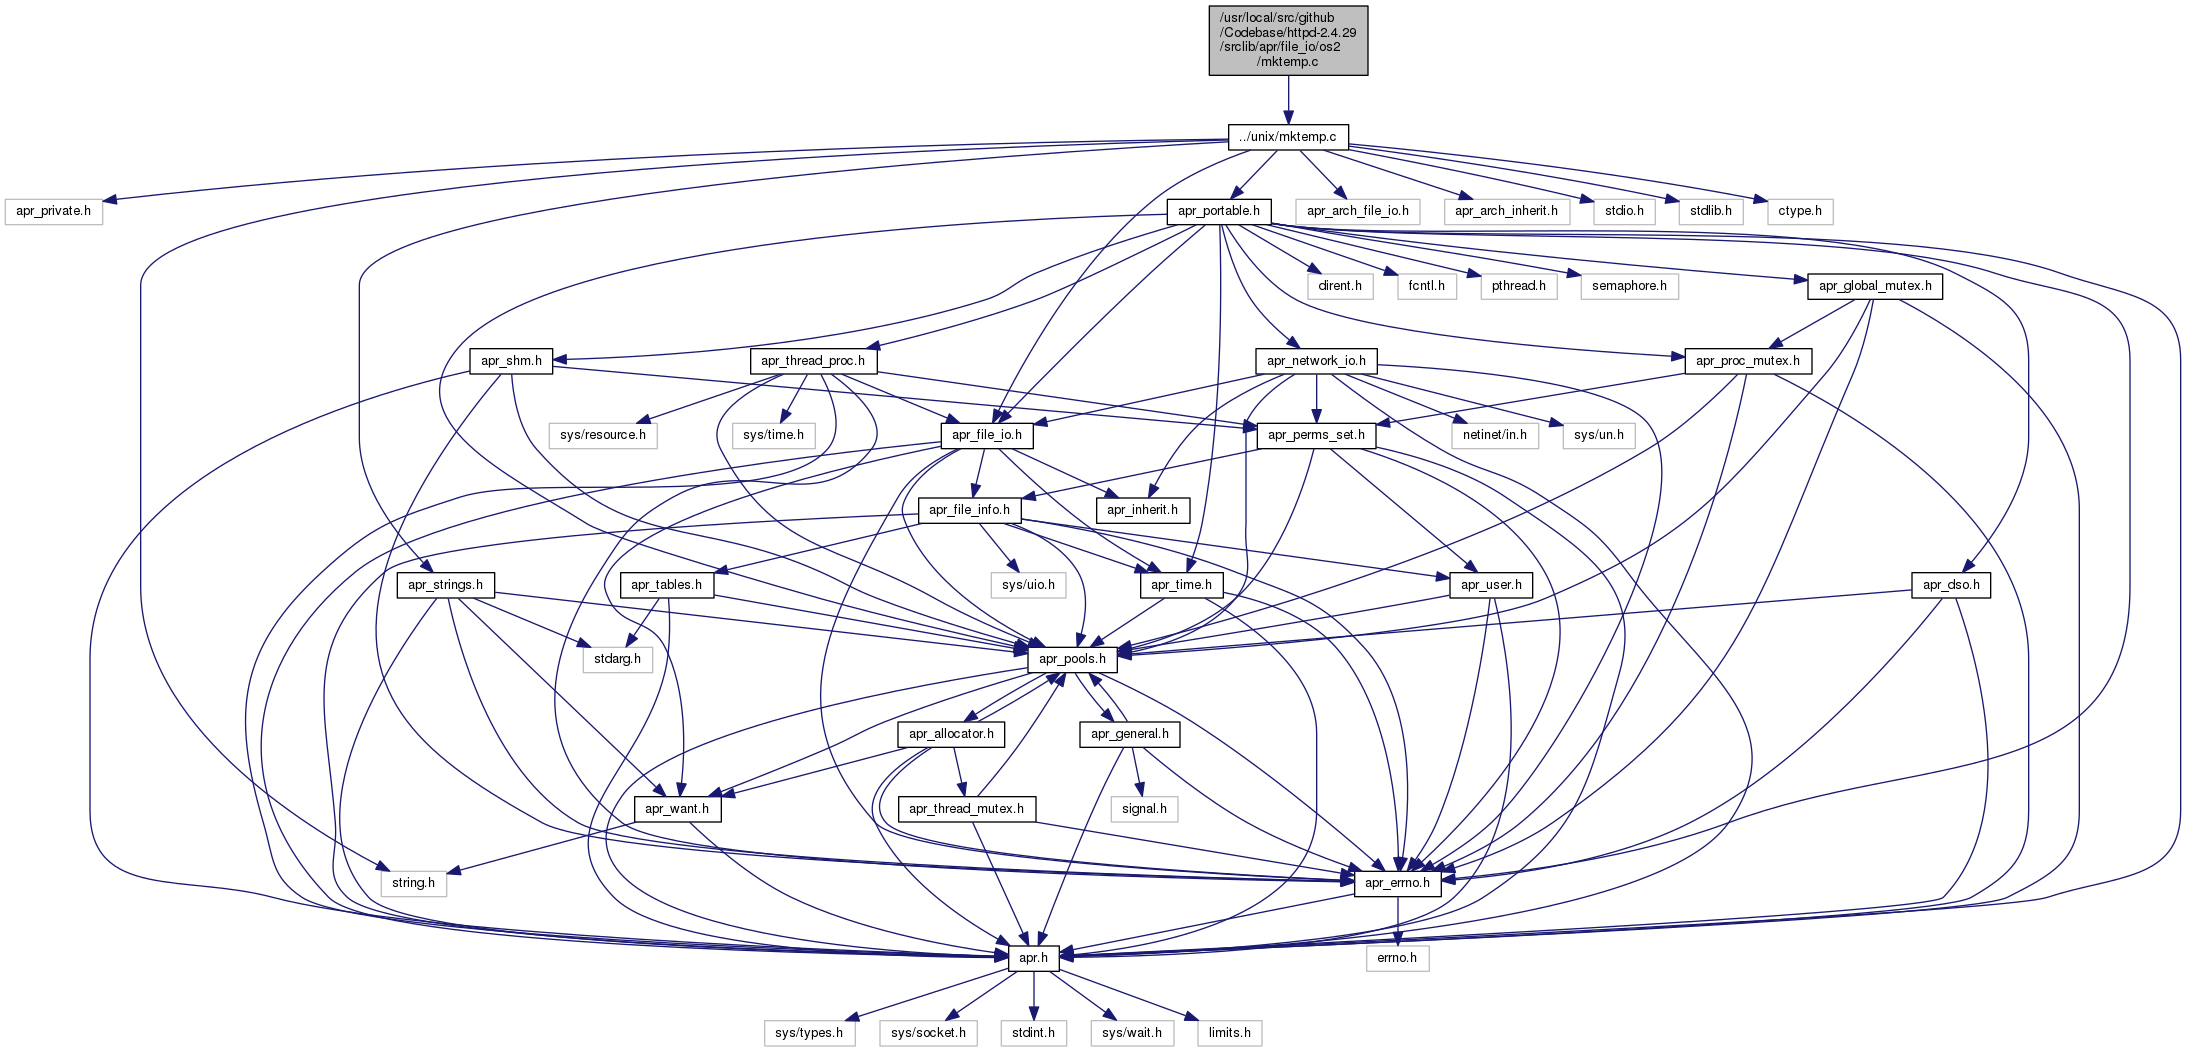 /usr/local/src/github
/Codebase/httpd-2.4.29
/srclib/apr/file_io/os2
/mktemp.c
../unix/mktemp.c
apr_private.h
apr_portable.h
apr_arch_file_io.h
apr_arch_inherit.h
stdio.h
stdlib.h
ctype.h
dirent.h
fcntl.h
pthread.h
semaphore.h
apr_global_mutex.h
apr_shm.h
apr_thread_proc.h
apr_network_io.h
apr_proc_mutex.h
sys/resource.h
sys/time.h
apr_file_io.h
apr_perms_set.h
netinet/in.h
sys/un.h
apr_file_info.h
apr_inherit.h
apr_strings.h
apr_tables.h
sys/uio.h
apr_time.h
apr_user.h
apr_dso.h
stdarg.h
apr_pools.h
apr_allocator.h
apr_general.h
apr_want.h
apr_thread_mutex.h
signal.h
string.h
apr_errno.h
apr.h
errno.h
sys/types.h
sys/socket.h
stdint.h
sys/wait.h
limits.h